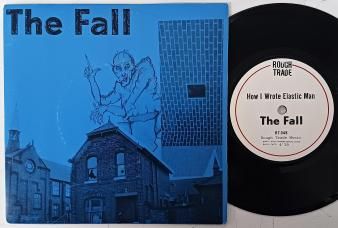 The Fall
ROUGH
TRADE
How I Wrote Elastic Man
The Fall
RT 048
Rough Trade Music